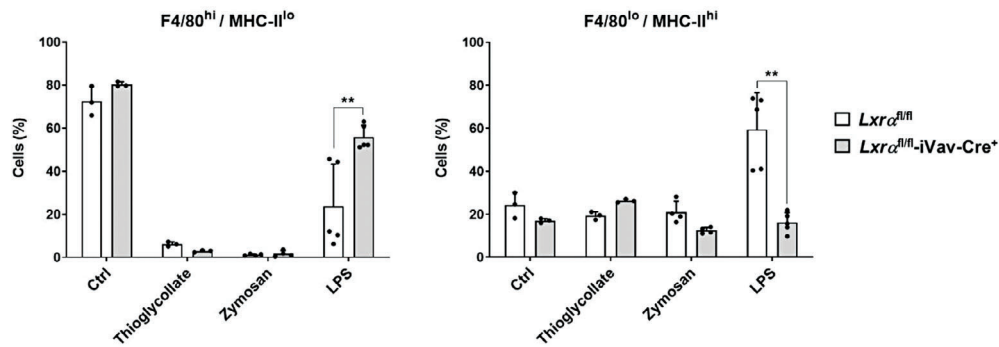 F4/80hi / MHC-IIlo
100
80
60
40
20
0
Cells (%)
**
Ctrl
Thioglycollate
Zymosan
LPS
F4/80lo / MHC-IIhi
100
80
60
40
20
0
Cells (%)
**
Ctrl
Thioglycollate
Zymosan
LPS
Lxrαfl/fl
Lxrαfl/fl-iVav-Cre+